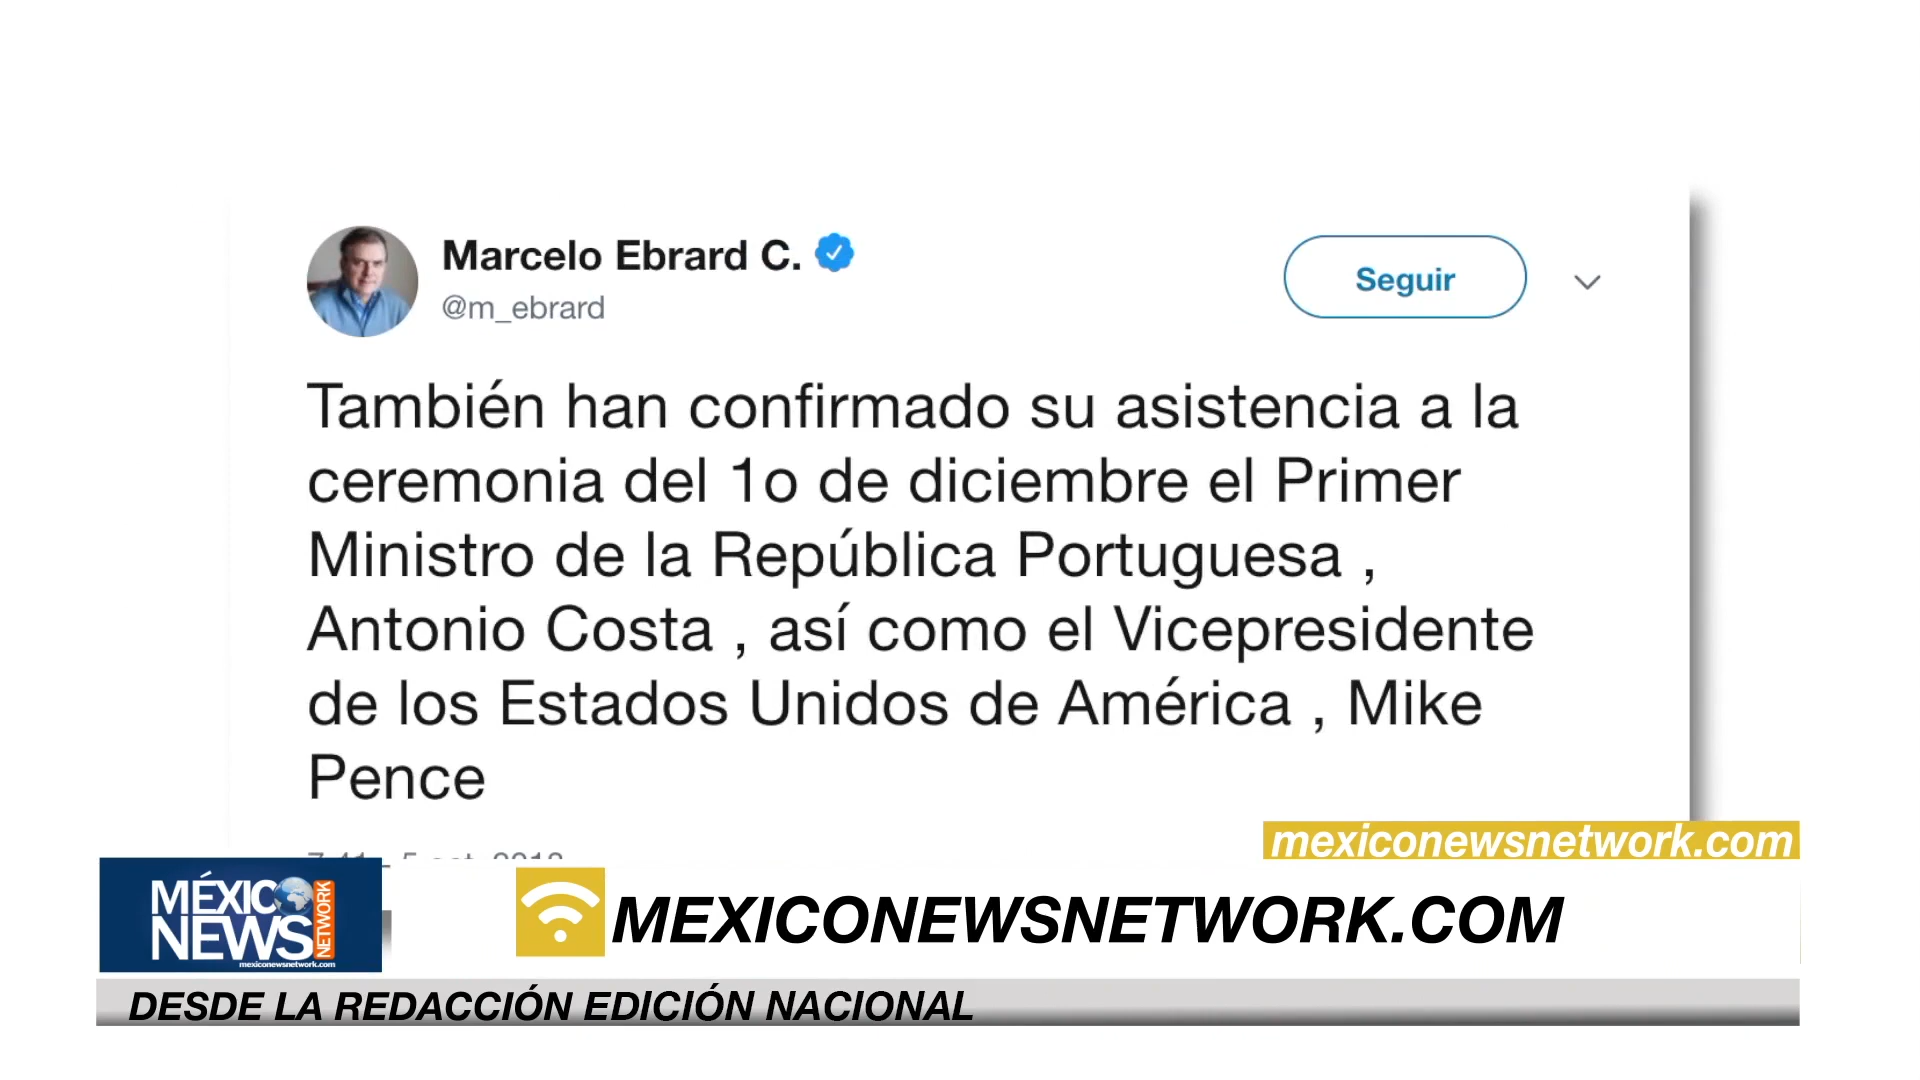 Marcelo Ebrard C.
@m_ebrard
Seguir
También han confirmado su asistencia a la
ceremonia del 1o de diciembre el Primer
Ministro de la República Portuguesa ,
Antonio Costa , así como el Vicepresidente
de los Estados Unidos de América , Mike
Pence
mexiconewsnetwork.com
MÉXICO
NEWS
NETWORK
mexiconewsnetwork.com
MEXICONEWSNETWORK.COM
DESDE LA REDACCIÓN EDICIÓN NACIONAL